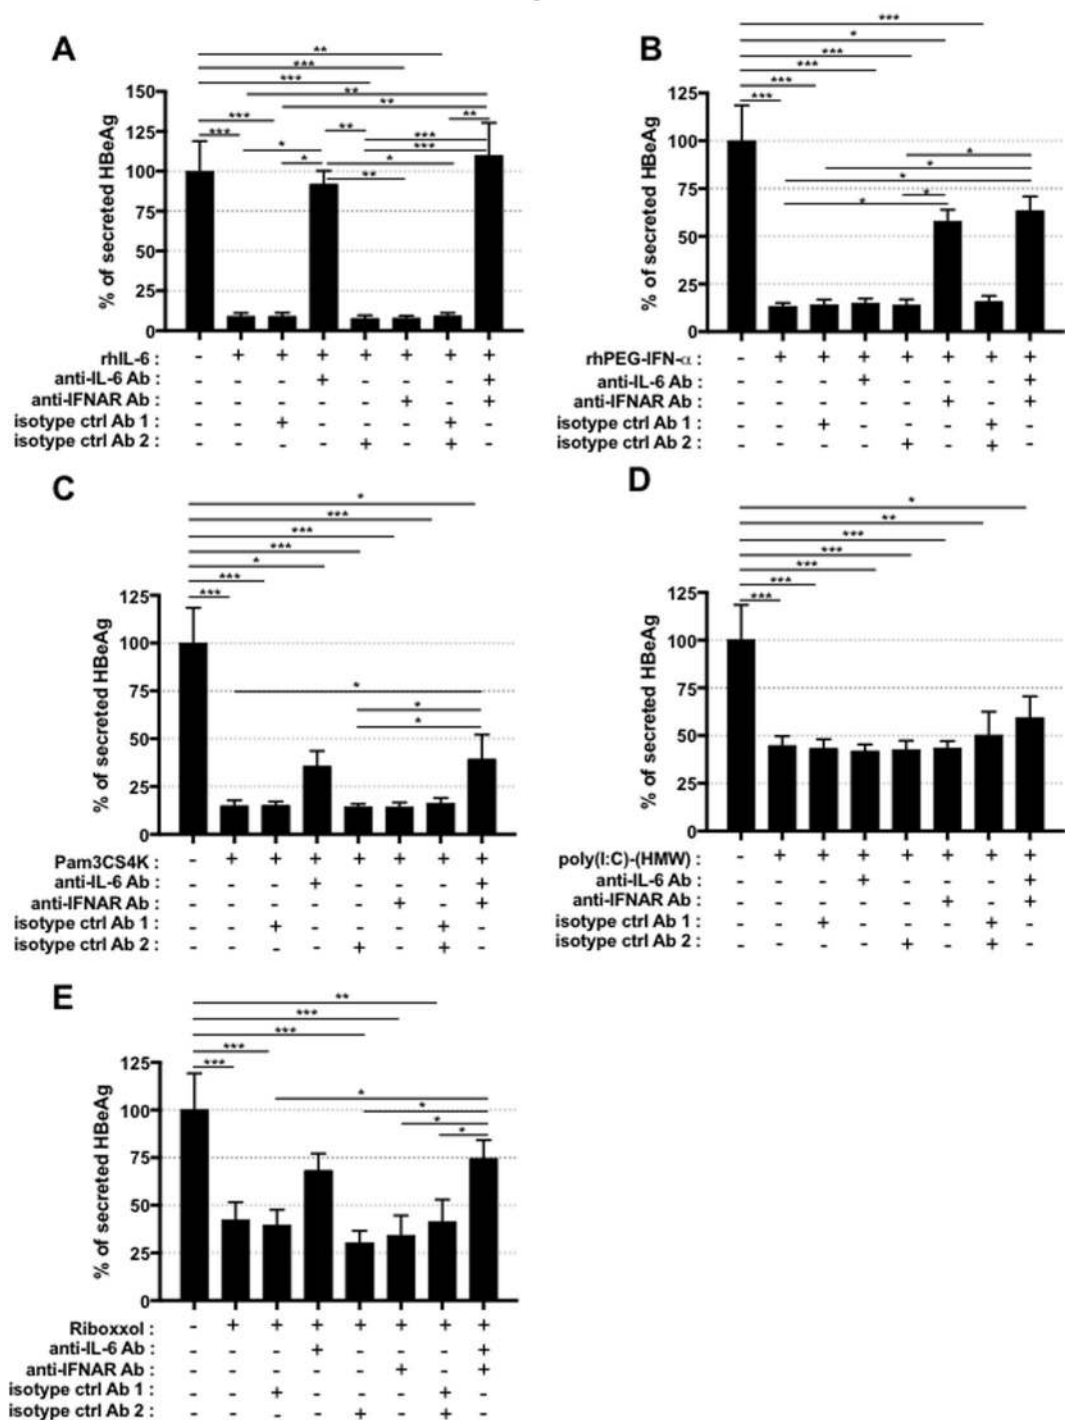 A
**
***
***
**
**
*** **
*** ** ***
* ***
* *
**
% of secreted HBeAg
150
125
100
75
50
25
0
rhIL-6 : - + + + + + + +
anti-IL-6 Ab : - - - + - - - +
anti-IFNAR Ab : - - - - - + - +
isotype ctrl Ab 1 : - - + - - - + -
isotype ctrl Ab 2 : - - - - + - + -
B
***
*
***
***
***
***
*
*
*
*
*
% of secreted HBeAg
125
100
75
50
25
0
rhPEG-IFN-α : - + + + + + + +
anti-IL-6 Ab : - - - + - - - +
anti-IFNAR Ab : - - - - - + - +
isotype ctrl Ab 1 : - - + - - - + -
isotype ctrl Ab 2 : - - - - + - + -
C
*
***
***
***
*
***
***
*
*
*
% of secreted HBeAg
125
100
75
50
25
0
Pam3CS4K : - + + + + + + +
anti-IL-6 Ab : - - - + - - - +
anti-IFNAR Ab : - - - - - + - +
isotype ctrl Ab 1 : - - + - - - + -
isotype ctrl Ab 2 : - - - - + - + -
D
*
**
***
***
***
***
***
% of secreted HBeAg
125
100
75
50
25
0
poly(I:C)-(HMW) : - + + + + + + +
anti-IL-6 Ab : - - - + - - - +
anti-IFNAR Ab : - - - - - + - +
isotype ctrl Ab 1 : - - + - - - + -
isotype ctrl Ab 2 : - - - - + - + -
E
**
***
***
***
***
*
*
*
*
% of secreted HBeAg
125
100
75
50
25
0
Riboxxol : - + + + + + + +
anti-IL-6 Ab : - - - + - - - +
anti-IFNAR Ab : - - - - - + - +
isotype ctrl Ab 1 : - - + - - - + -
isotype ctrl Ab 2 : - - - - + - + -